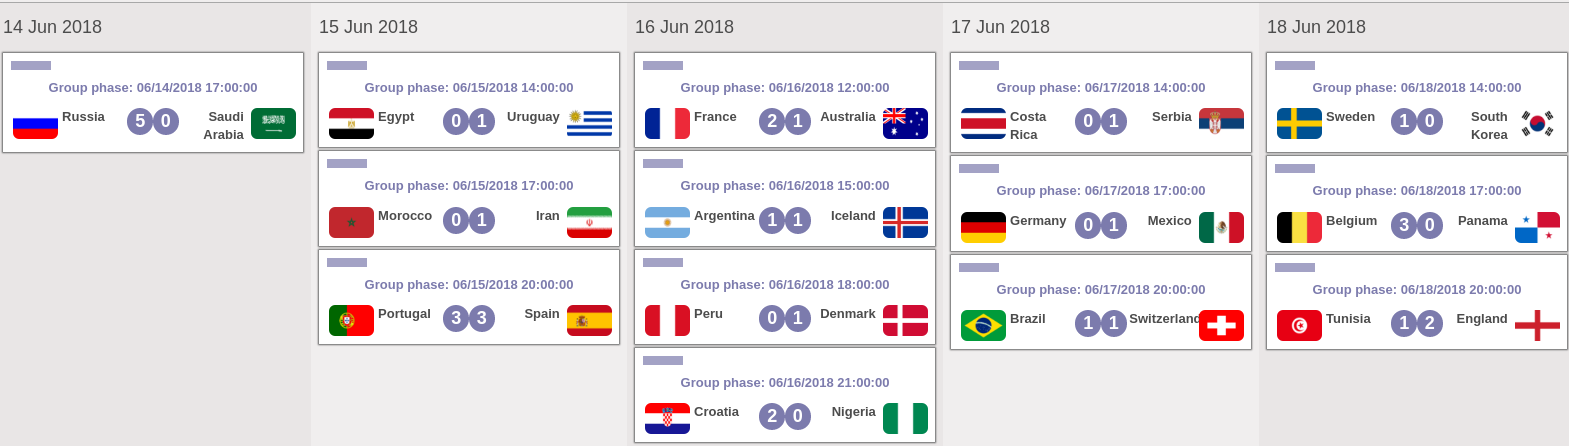 14 Jun 2018
Group phase: 06/14/2018 17:00:00
Russia 5 0 Saudi
Arabia
15 Jun 2018
Group phase: 06/15/2018 14:00:00
Egypt 0 1 Uruguay
Group phase: 06/15/2018 17:00:00
Morocco 0 1 Iran
Group phase: 06/15/2018 20:00:00
Portugal 3 3 Spain
16 Jun 2018
Group phase: 06/16/2018 12:00:00
France 2 1 Australia
Group phase: 06/16/2018 15:00:00
Argentina 1 1 Iceland
Group phase: 06/16/2018 18:00:00
Peru 0 1 Denmark
Group phase: 06/16/2018 21:00:00
Croatia 2 0 Nigeria
17 Jun 2018
Group phase: 06/17/2018 14:00:00
Costa 0 1 Serbia
Rica
Group phase: 06/17/2018 17:00:00
Germany 0 1 Mexico
Group phase: 06/17/2018 20:00:00
Brazil 1 1 Switzerland
18 Jun 2018
Group phase: 06/18/2018 14:00:00
Sweden 1 0 South
Korea
Group phase: 06/18/2018 17:00:00
Belgium 3 0 Panama
Group phase: 06/18/2018 20:00:00
Tunisia 1 2 England